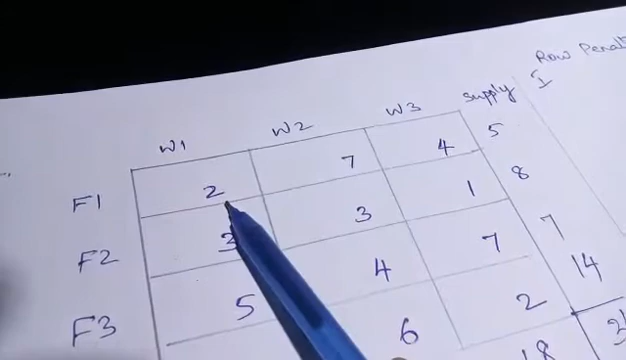 Row Penalt
W1 W2 W3 Supply I
F1 2 7 4 5
F2 3 3 1 8
F3 5 4 7 7
6 2 14